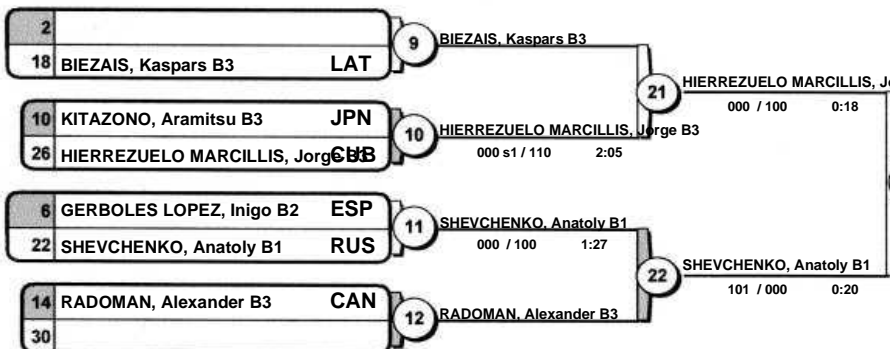 2
18 BIEZAIS, Kaspars B3 LAT
9
BIEZAIS, Kaspars B3
10 KITAZONO, Aramitsu B3 JPN
26 HIERREZUELO MARCILLIS, Jorge B3 CUB
10
HIERREZUELO MARCILLIS, Jorge B3
000 s1 / 110 2:05
21
HIERREZUELO MARCILLIS, Jo
000 / 100 0:18
6 GERBOLES LOPEZ, Inigo B2 ESP
22 SHEVCHENKO, Anatoly B1 RUS
11
SHEVCHENKO, Anatoly B1
000 / 100 1:27
14 RADOMAN, Alexander B3 CAN
30
12
RADOMAN, Alexander B3
22
SHEVCHENKO, Anatoly B1
101 / 000 0:20